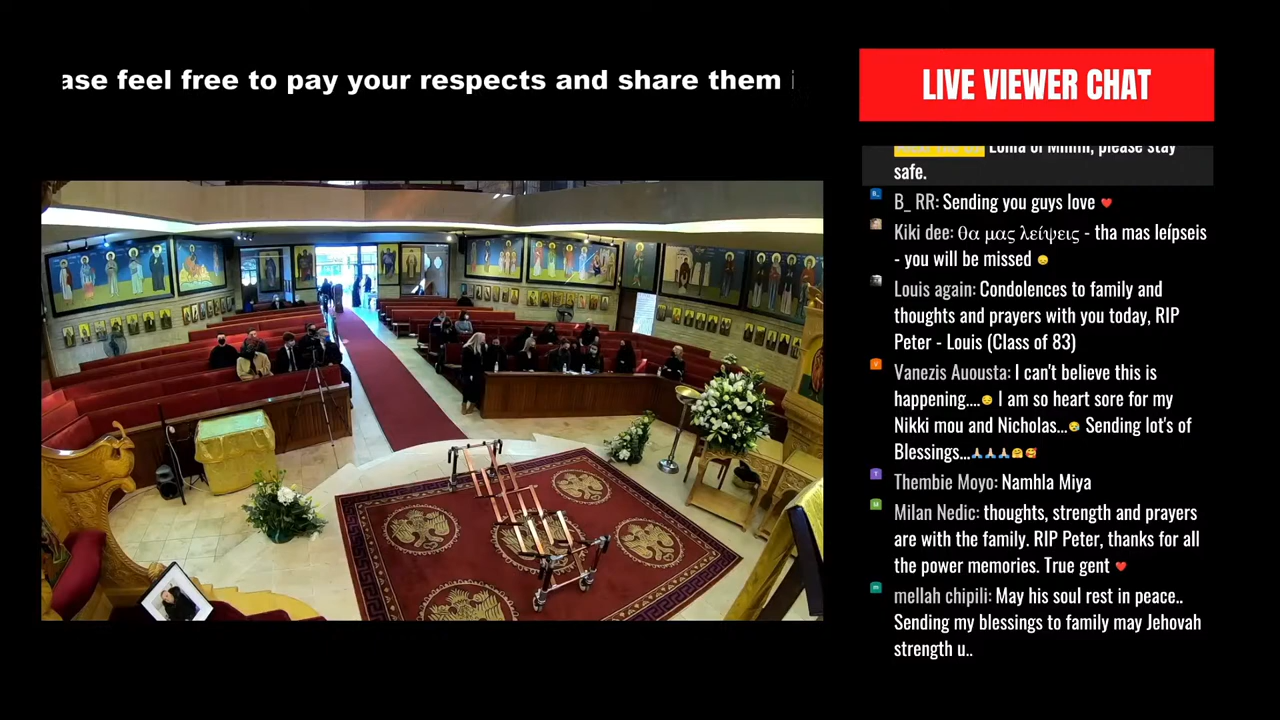 ase feel free to pay your respects and share them
LIVE VIEWER CHAT
please stay
safe.
B_ RR: Sending you guys love ❤️
Kiki dee: θα μας λείψεις - tha mas leípseis
- you will be missed 😞
Louis again: Condolences to family and
thoughts and prayers with you today, RIP
Peter - Louis (Class of 83)
Vanezis Auousta: I can't believe this is
happening....😔 I am so heart sore for my
Nikki mou and Nicholas...😢 Sending lot's of
Blessings...🙏🙏🙏🤗🥰
Thembie Moyo: Namhla Miya
Milan Nedic: thoughts, strength and prayers
are with the family. RIP Peter, thanks for all
the power memories. True gent ❤️
mellah chipili: May his soul rest in peace..
Sending my blessings to family may Jehovah
strength u..